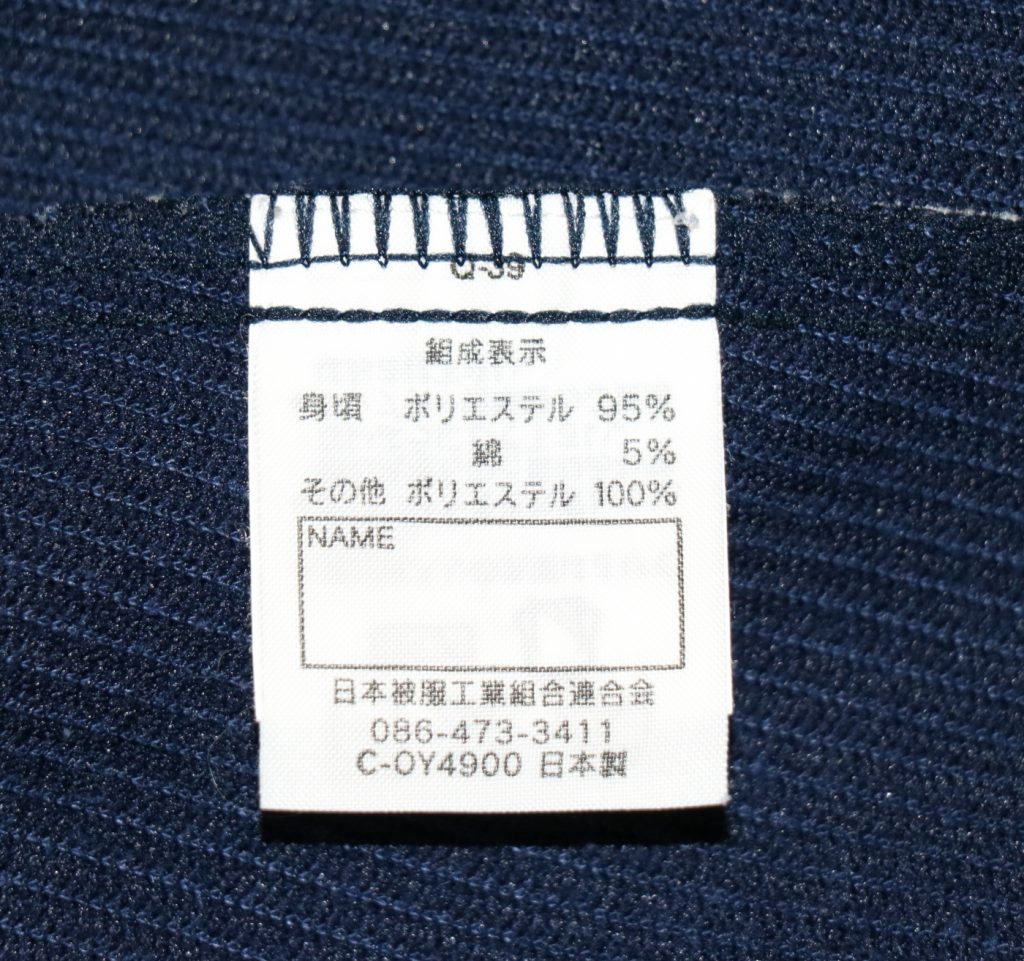 Q-39
組成表示
身頃 ポリエステル 95%
綿 5%
その他 ポリエステル 100%
NAME
日本被服工業組合連合会
086-473-3411
C-OY4900 日本製